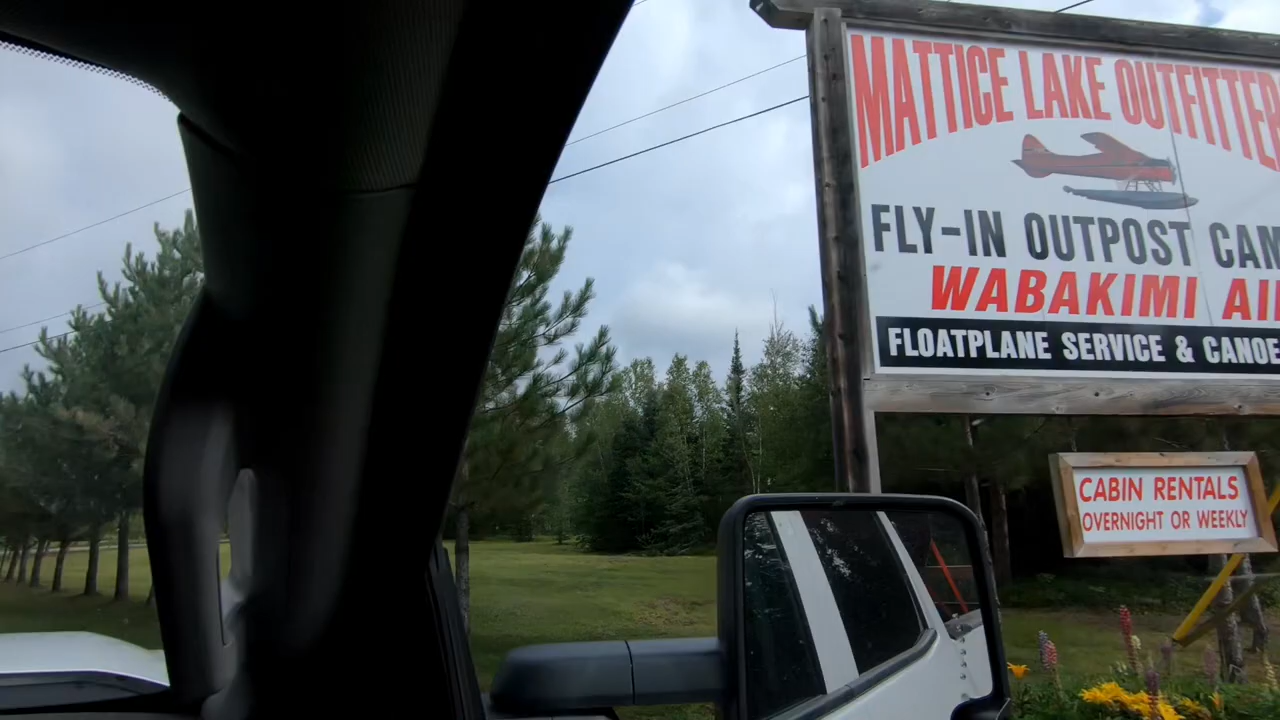 MATTICE LAKE OUTFITTER
FLY-IN OUTPOST CAM
WABAKIMI AI
FLOATPLANE SERVICE & CANOE
CABIN RENTALS
OVERNIGHT OR WEEKLY